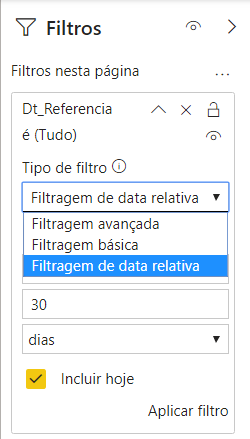 Filtros
Filtros nesta página
...
Dt_Referencia
é (Tudo)
Tipo de filtro
Filtragem de data relativa
Filtragem avançada
Filtragem básica
Filtragem de data relativa
30
dias
Incluir hoje
Aplicar filtro